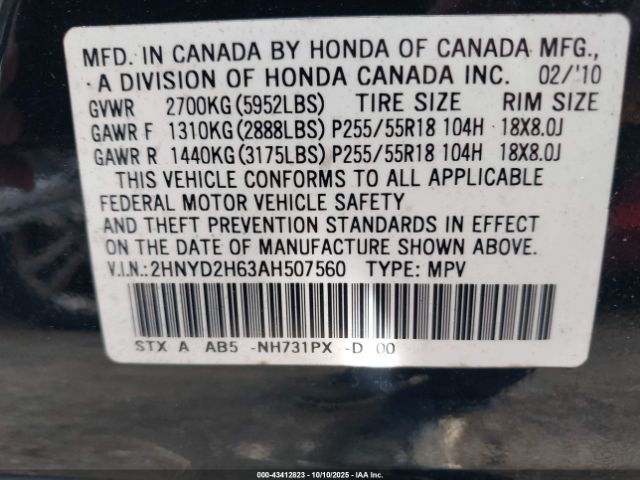 MFD. IN CANADA BY HONDA OF CANADA MFG.,
A DIVISION OF HONDA CANADA INC. 02/'10
GVWR 2700KG(5952LBS) TIRE SIZE RIM SIZE
GAWR F 1310KG(2888LBS) P255/55R18 104H 18X8.0J
GAWR R 1440KG(3175LBS) P255/55R18 104H 18X8.0J
THIS VEHICLE CONFORMS TO ALL APPLICABLE
FEDERAL MOTOR VEHICLE SAFETY
AND THEFT PREVENTION STANDARDS IN EFFECT
ON THE DATE OF MANUFACTURE SHOWN ABOVE.
V.I.N.:2HNYD2H63AH507560 TYPE: MPV
STX A AB5 -NH731PX -D 00
000-43412823 - 10/10/2025 - IAAI.COM